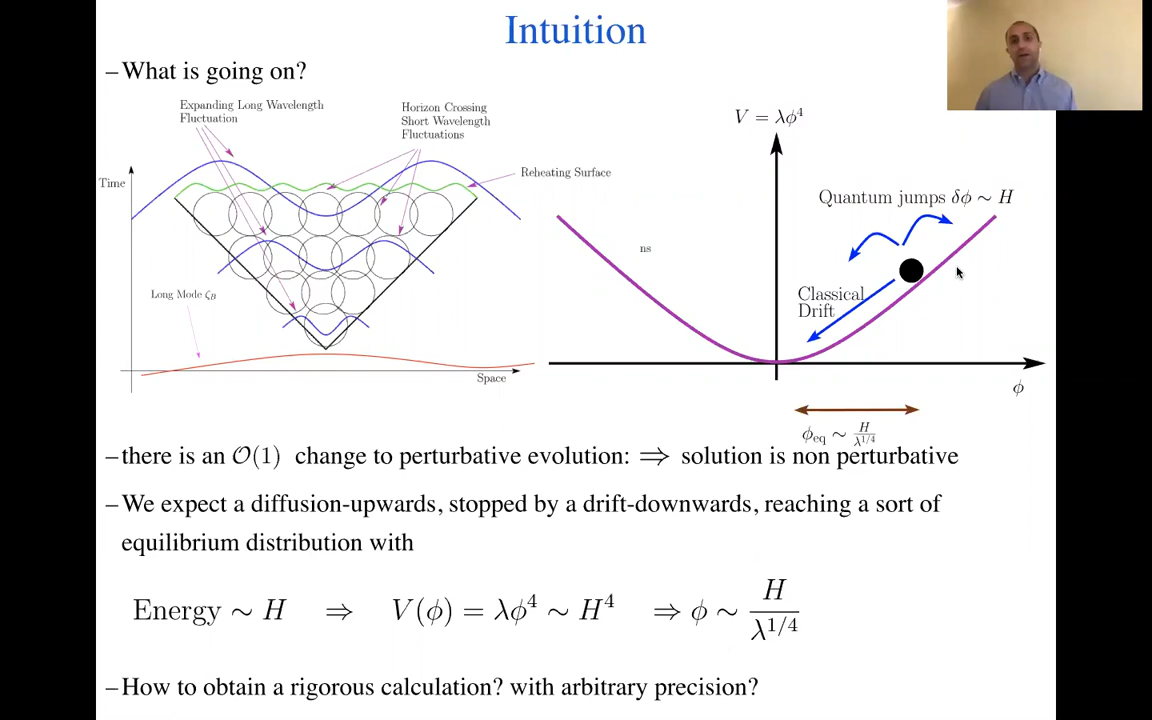 Intuition
– What is going on?
Expanding Long Wavelength
Fluctuation
Horizon Crossing
Short Wavelength
Fluctuations
Time
Reheating Surface
Long Mode ζ_B
Space
V = λϕ⁴
Quantum jumps δϕ ∼ H
ns
Classical
Drift
ϕ
ϕ_eq ∼ H/λ^{1/4}
– there is an 𝒪(1) change to perturbative evolution: ⇒ solution is non perturbative
– We expect a diffusion-upwards, stopped by a drift-downwards, reaching a sort of
equilibrium distribution with
Energy ∼ H ⇒ V(ϕ) = λϕ⁴ ∼ H⁴ ⇒ ϕ ∼ H/λ^{1/4}
– How to obtain a rigorous calculation? with arbitrary precision?